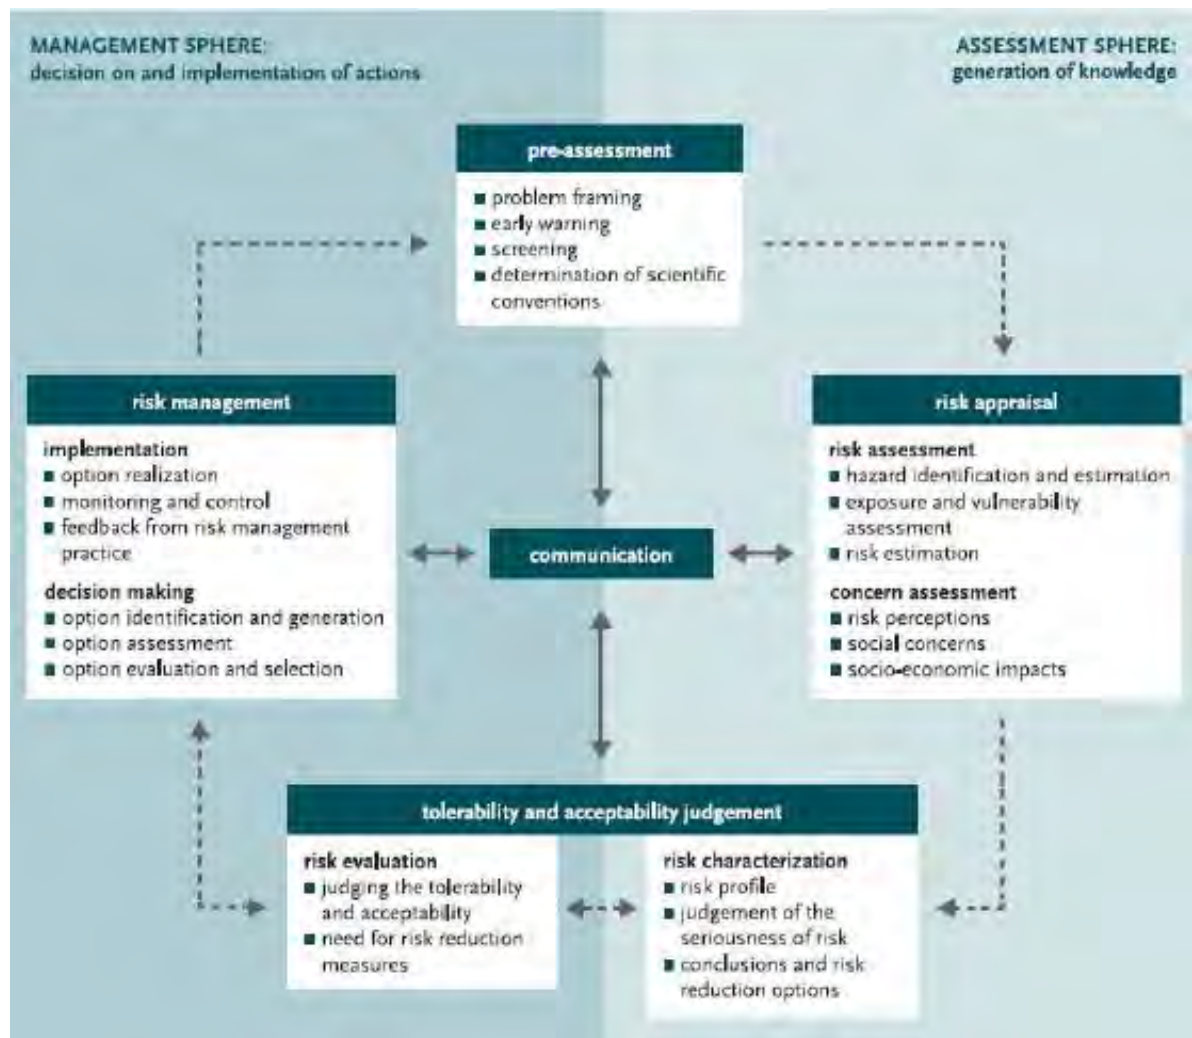 MANAGEMENT SPHERE:
decision on and implementation of actions
ASSESSMENT SPHERE:
generation of knowledge
pre-assessment
■ problem framing
■ early warning
■ screening
■ determination of scientific
conventions
risk management
implementation
■ option realization
■ monitoring and control
■ feedback from risk management
practice
decision making
■ option identification and generation
■ option assessment
■ option evaluation and selection
communication
risk appraisal
risk assessment
■ hazard identification and estimation
■ exposure and vulnerability
assessment
■ risk estimation
concern assessment
■ risk perceptions
■ social concerns
■ socio-economic impacts
tolerability and acceptability judgement
risk evaluation
■ judging the tolerability
and acceptability
■ need for risk reduction
measures
risk characterization
■ risk profile
■ judgement of the
seriousness of risk
■ conclusions and risk
reduction options